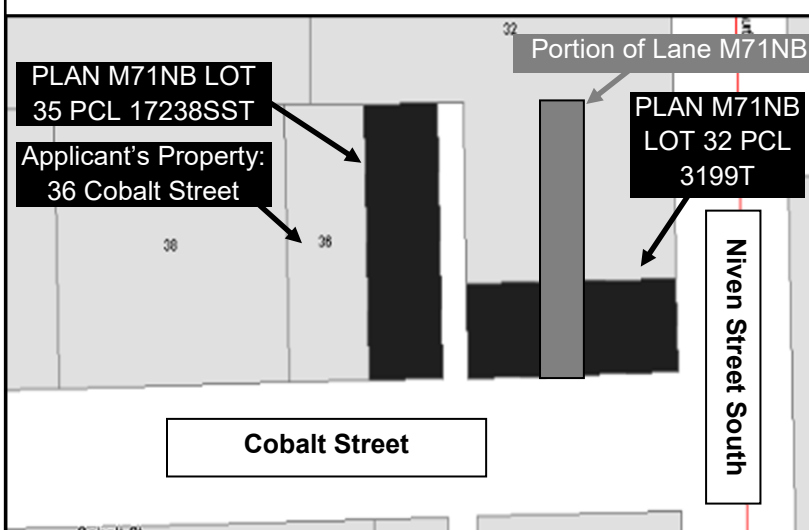 32
Portion of Lane M71NB
PLAN M71NB LOT
35 PCL 17238SST
PLAN M71NB
LOT 32 PCL
3199T
Applicant's Property:
36 Cobalt Street
38
36
Niven Street South
Cobalt Street